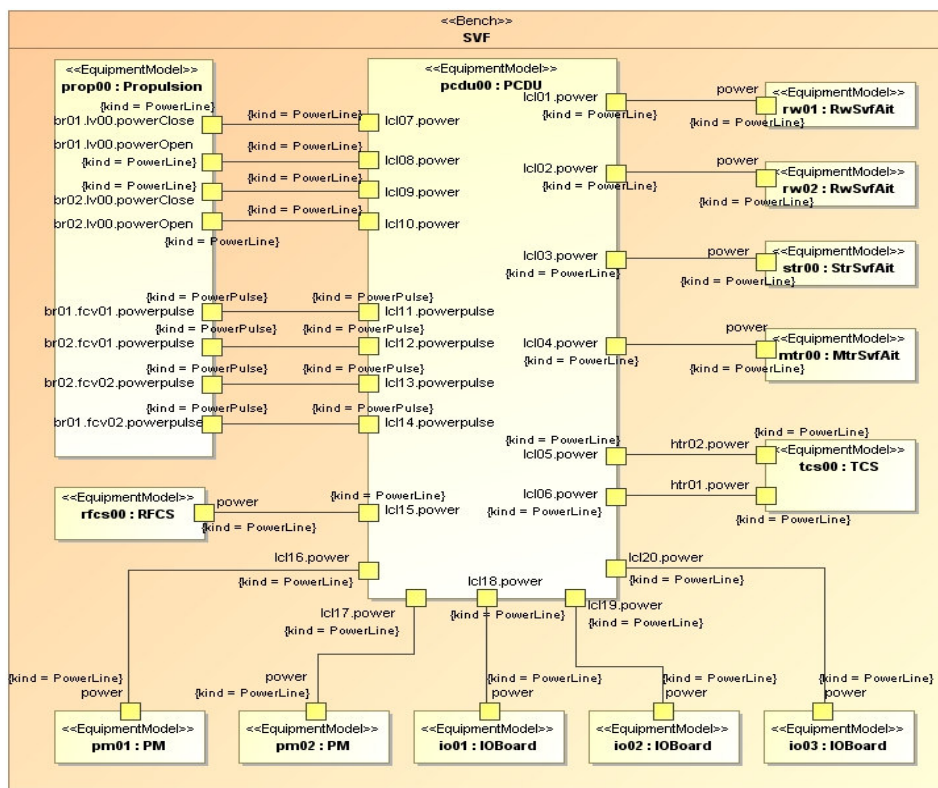 <<Bench>>
SVF
<<EquipmentModel>>
prop00 : Propulsion
{kind = PowerLine}
br01.lv00.powerClose
br01.lv00.powerOpen
{kind = PowerLine}
{kind = PowerLine}
br02.lv00.powerClose
br02.lv00.powerOpen
{kind = PowerLine}
{kind = PowerLine}
{kind = PowerLine}
{kind = PowerLine}
{kind = PowerLine}
{kind = PowerPulse}
br01.fcv01.powerpulse
{kind = PowerPulse}
br02.fcv01.powerpulse
br02.fcv02.powerpulse
{kind = PowerPulse}
{kind = PowerPulse}
br01.fcv02.powerpulse
{kind = PowerPulse}
{kind = PowerPulse}
{kind = PowerPulse}
{kind = PowerPulse}
<<EquipmentModel>>
pcdu00 : PCDU
lcl07.power
lcl08.power
lcl09.power
lcl10.power
lcl11.powerpulse
lcl12.powerpulse
lcl13.powerpulse
lcl14.powerpulse
{kind = PowerLine}
lcl15.power
lcl01.power
{kind = PowerLine}
lcl02.power
{kind = PowerLine}
lcl03.power
{kind = PowerLine}
lcl04.power
{kind = PowerLine}
{kind = PowerLine}
lcl05.power
lcl06.power
{kind = PowerLine}
power
<<EquipmentModel>>
rw01 : RwSvfAit
{kind = PowerLine}
power
<<EquipmentModel>>
rw02 : RwSvfAit
{kind = PowerLine}
power
<<EquipmentModel>>
str00 : StrSvfAit
{kind = PowerLine}
power
<<EquipmentModel>>
mtr00 : MtrSvfAit
{kind = PowerLine}
{kind = PowerLine}
htr02.power
<<EquipmentModel>>
tcs00 : TCS
htr01.power
{kind = PowerLine}
<<EquipmentModel>>
rfcs00 : RFCS
power
{kind = PowerLine}
lcl16.power
{kind = PowerLine}
lcl17.power
{kind = PowerLine}
lcl18.power
{kind = PowerLine}
lcl19.power
{kind = PowerLine}
lcl20.power
{kind = PowerLine}
{kind = PowerLine}
power
<<EquipmentModel>>
pm01 : PM
power
{kind = PowerLine}
<<EquipmentModel>>
pm02 : PM
{kind = PowerLine}
power
<<EquipmentModel>>
io01 : IOBoard
{kind = PowerLine}
power
<<EquipmentModel>>
io02 : IOBoard
{kind = PowerLine}
power
<<EquipmentModel>>
io03 : IOBoard